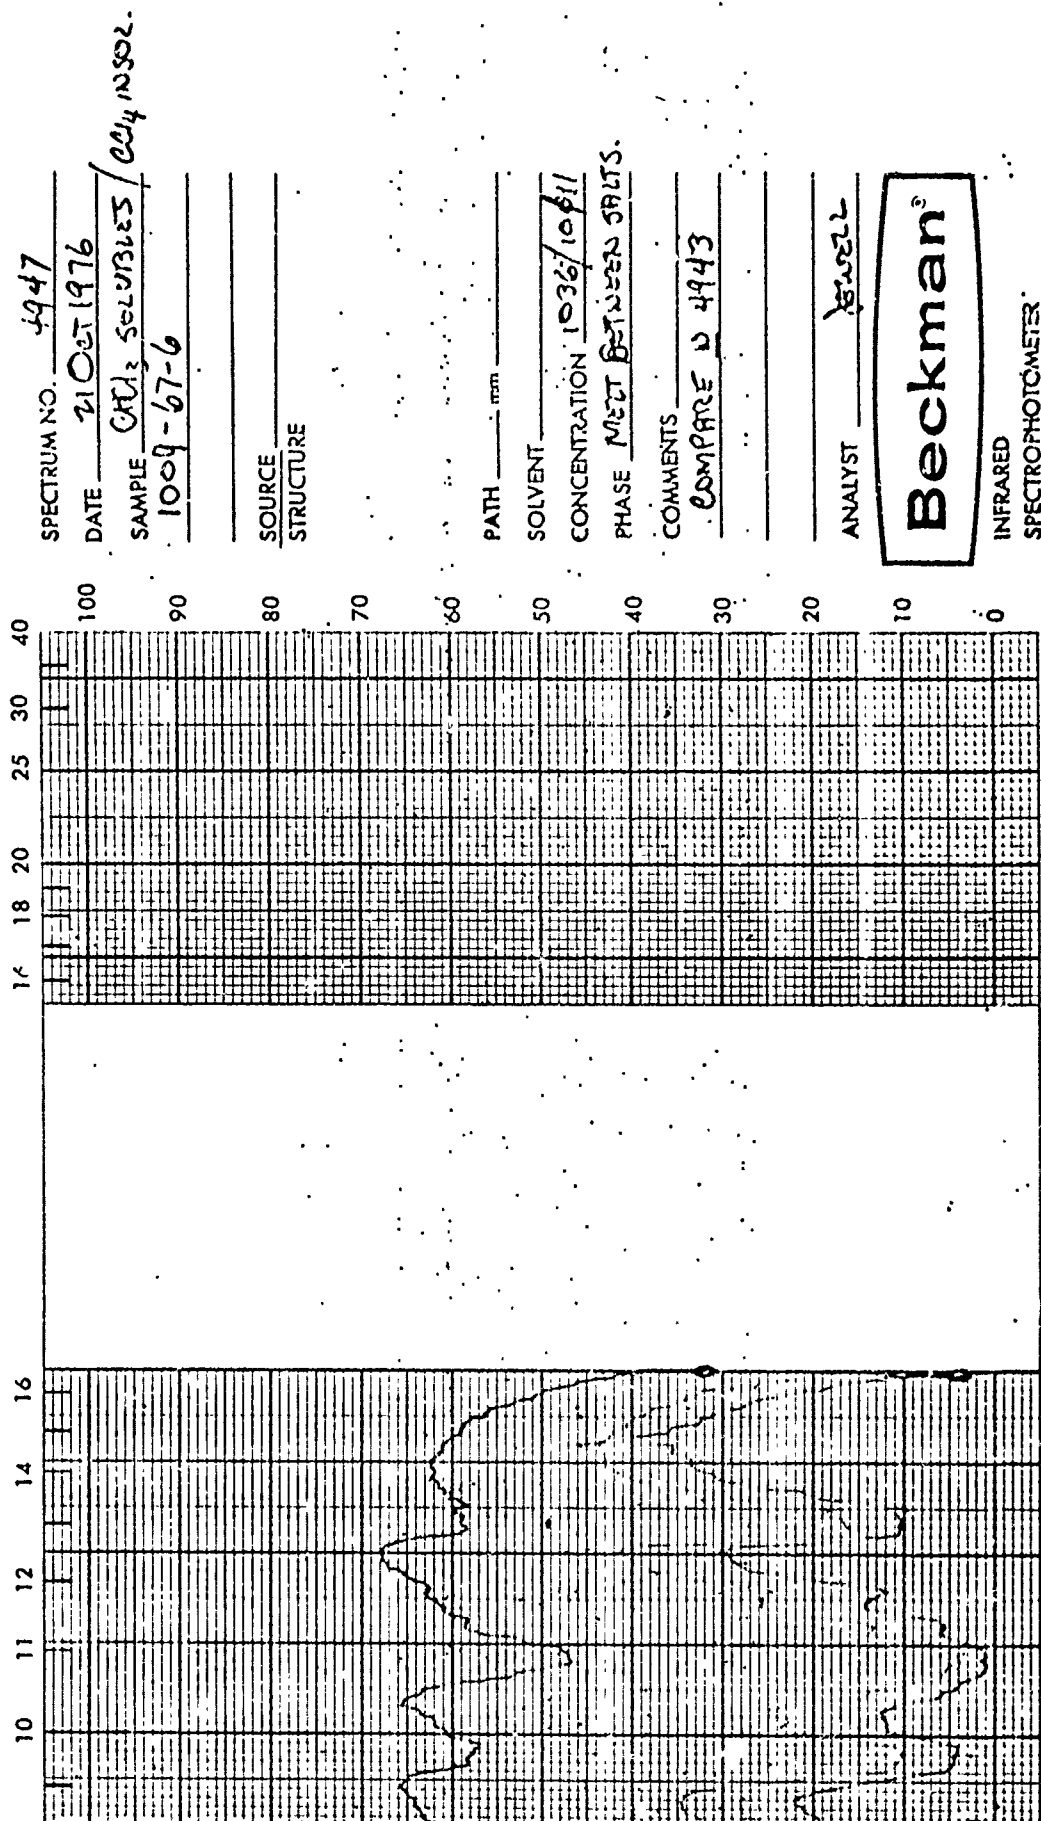 SPECTRUM NO. 4947
DATE 21 OCT 1976
SAMPLE CHCl3 SOLUBLES / CCl4 INSOL.
1009-67-6
SOURCE
STRUCTURE
PATH mm
SOLVENT
CONCENTRATION
PHASE MELT BETWEEN SALTS.
COMMENTS
COMPARE W 4943
ANALYST
Beckman®
INFRARED
SPECTROPHOTOMETER
100
90
80
70
60
50
40
30
20
10
0
40
30
25
20
18
16
14
12
11
10